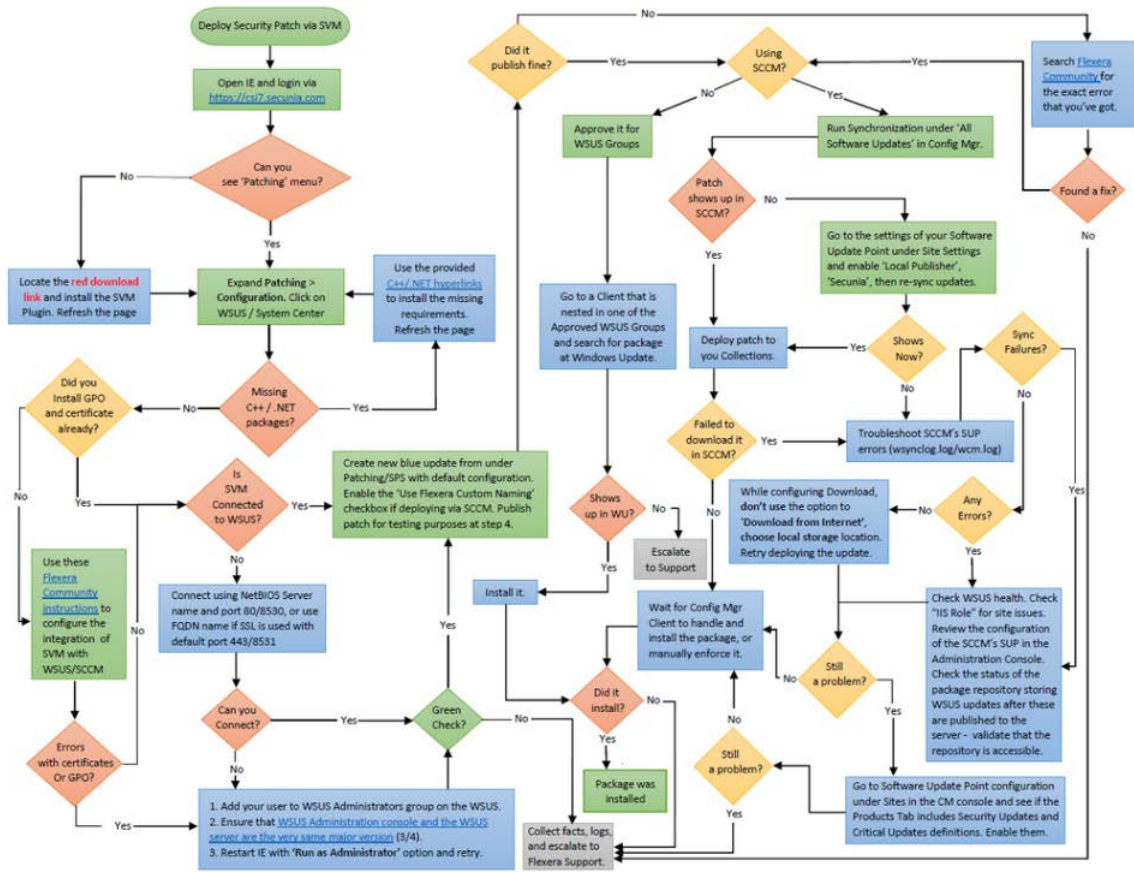 Deploy Security Patch via SVM
Open IE and login via
https://csi7.secunia.com
Can you
see 'Patching' menu?
No
Yes
Locate the red download
link and install the SVM
Plugin. Refresh the page
Expand Patching >
Configuration. Click on
WSUS / System Center
Use the provided
C++/.NET hyperlinks
to install the missing
requirements.
Refresh the page
Missing
C++ / .NET
packages?
No
Yes
Did you
Install GPO
and certificate
already?
No
Yes
Use these
Flexera
Community
instructions to
configure the
integration of
SVM with
WSUS/SCCM
Errors
with certificates
Or GPO?
No
Yes
Is
SVM
Connected
to WSUS?
Yes
No
Connect using NetBIOS Server
name and port 80/8530, or use
FQDN name if SSL is used with
default port 443/8531
Can you
Connect?
Yes
No
1. Add your user to WSUS Administrators group on the WSUS.
2. Ensure that WSUS Administration console and the WSUS
server are the very same major version (3/4).
3. Restart IE with 'Run as Administrator' option and retry.
Green
Check?
Yes
No
Create new blue update from under
Patching/SPS with default configuration.
Enable the 'Use Flexera Custom Naming'
checkbox if deploying via SCCM. Publish
patch for testing purposes at step 4.
Did it
publish fine?
No
Yes
Using
SCCM?
No
Yes
Approve it for
WSUS Groups
Run Synchronization under 'All
Software Updates' in Config Mgr.
Search Flexera
Community for
the exact error
that you've got.
Found a fix?
Yes
No
Go to a Client that is
nested in one of the
Approved WSUS Groups
and search for package
at Windows Update.
Shows
up in WU?
No
Yes
Escalate
to Support
Install it.
Patch
shows up in
SCCM?
No
Yes
Go to the settings of your Software
Update Point under Site Settings
and enable 'Local Publisher',
'Secunia', then re-sync updates.
Shows
Now?
Yes
No
Deploy patch to
you Collections.
Failed to
download it
in SCCM?
Yes
No
Troubleshoot SCCM's SUP
errors (wsynclog.log/wcm.log)
Sync
Failures?
Yes
No
Any
Errors?
No
Yes
While configuring Download,
don't use the option to
'Download from Internet',
choose local storage location.
Retry deploying the update.
Check WSUS health. Check
"IIS Role" for site issues.
Review the configuration
of the SCCM's SUP in the
Administration Console.
Check the status of the
package repository storing
WSUS updates after these
are published to the
server - validate that the
repository is accessible.
Wait for Config Mgr
Client to handle and
install the package, or
manually enforce it.
Still
a problem?
No
Yes
Go to Software Update Point configuration
under Sites in the CM console and see if the
Products Tab includes Security Updates and
Critical Updates definitions. Enable them.
Still
a problem?
No
Yes
Did it
install?
No
Yes
Package was
installed
Collect facts, logs,
and escalate to
Flexera Support.